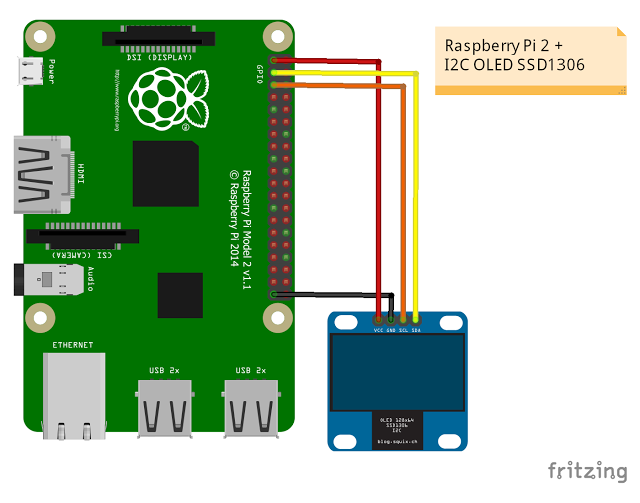 Raspberry Pi 2 +
I2C OLED SSD1306
DSI (DISPLAY)
Power
GPIO
http://www.raspberrypi.org
®
HDMI
Raspberry Pi Model 2 v1.1
© Raspberry Pi 2014
CSI (CAMERA)
Audio
ETHERNET
USB 2x
USB 2x
VCC GND SCL SDA
OLED 128x64
SSD1306
I2C
blog.squix.ch
fritzing